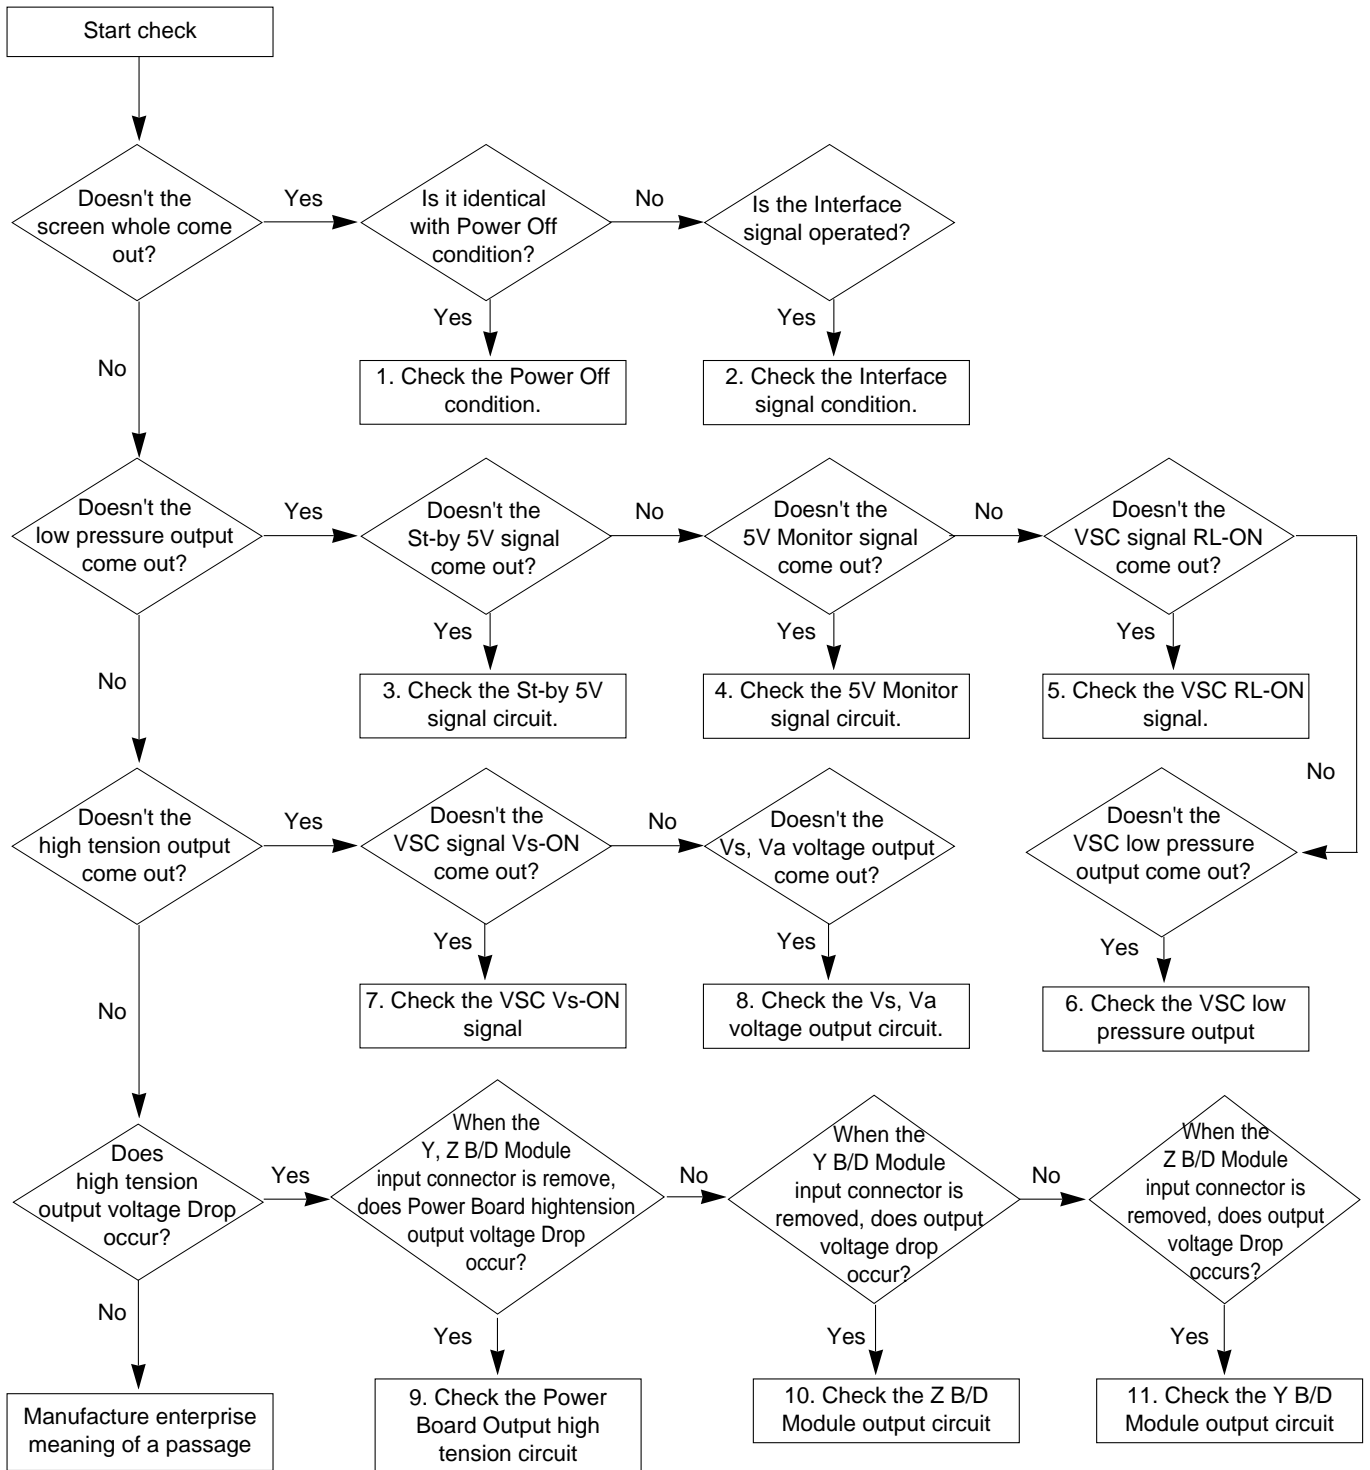 Start check
Doesn't the
screen whole come
out?
Yes
Is it identical
with Power Off
condition?
No
Is the Interface
signal operated?
Yes
Yes
No
1. Check the Power Off
condition.
2. Check the Interface
signal condition.
Doesn't the
low pressure output
come out?
Yes
Doesn't the
St-by 5V signal
come out?
No
Doesn't the
5V Monitor signal
come out?
No
Doesn't the
VSC signal RL-ON
come out?
Yes
Yes
Yes
No
3. Check the St-by 5V
signal circuit.
4. Check the 5V Monitor
signal circuit.
5. Check the VSC RL-ON
signal.
No
Doesn't the
high tension output
come out?
Yes
Doesn't the
VSC signal Vs-ON
come out?
No
Doesn't the
Vs, Va voltage output
come out?
Doesn't the
VSC low pressure
output come out?
Yes
Yes
Yes
No
7. Check the VSC Vs-ON
signal
8. Check the Vs, Va
voltage output circuit.
6. Check the VSC low
pressure output
Does
high tension
output voltage Drop
occur?
Yes
When the
Y, Z B/D Module
input connector is remove,
does Power Board hightension
output voltage Drop
occur?
No
When the
Y B/D Module
input connector is
removed, does output
voltage drop
occur?
No
When the
Z B/D Module
input connector is
removed, does output
voltage Drop
occurs?
No
Yes
Yes
Yes
Manufacture enterprise
meaning of a passage
9. Check the Power
Board Output high
tension circuit
10. Check the Z B/D
Module output circuit
11. Check the Y B/D
Module output circuit